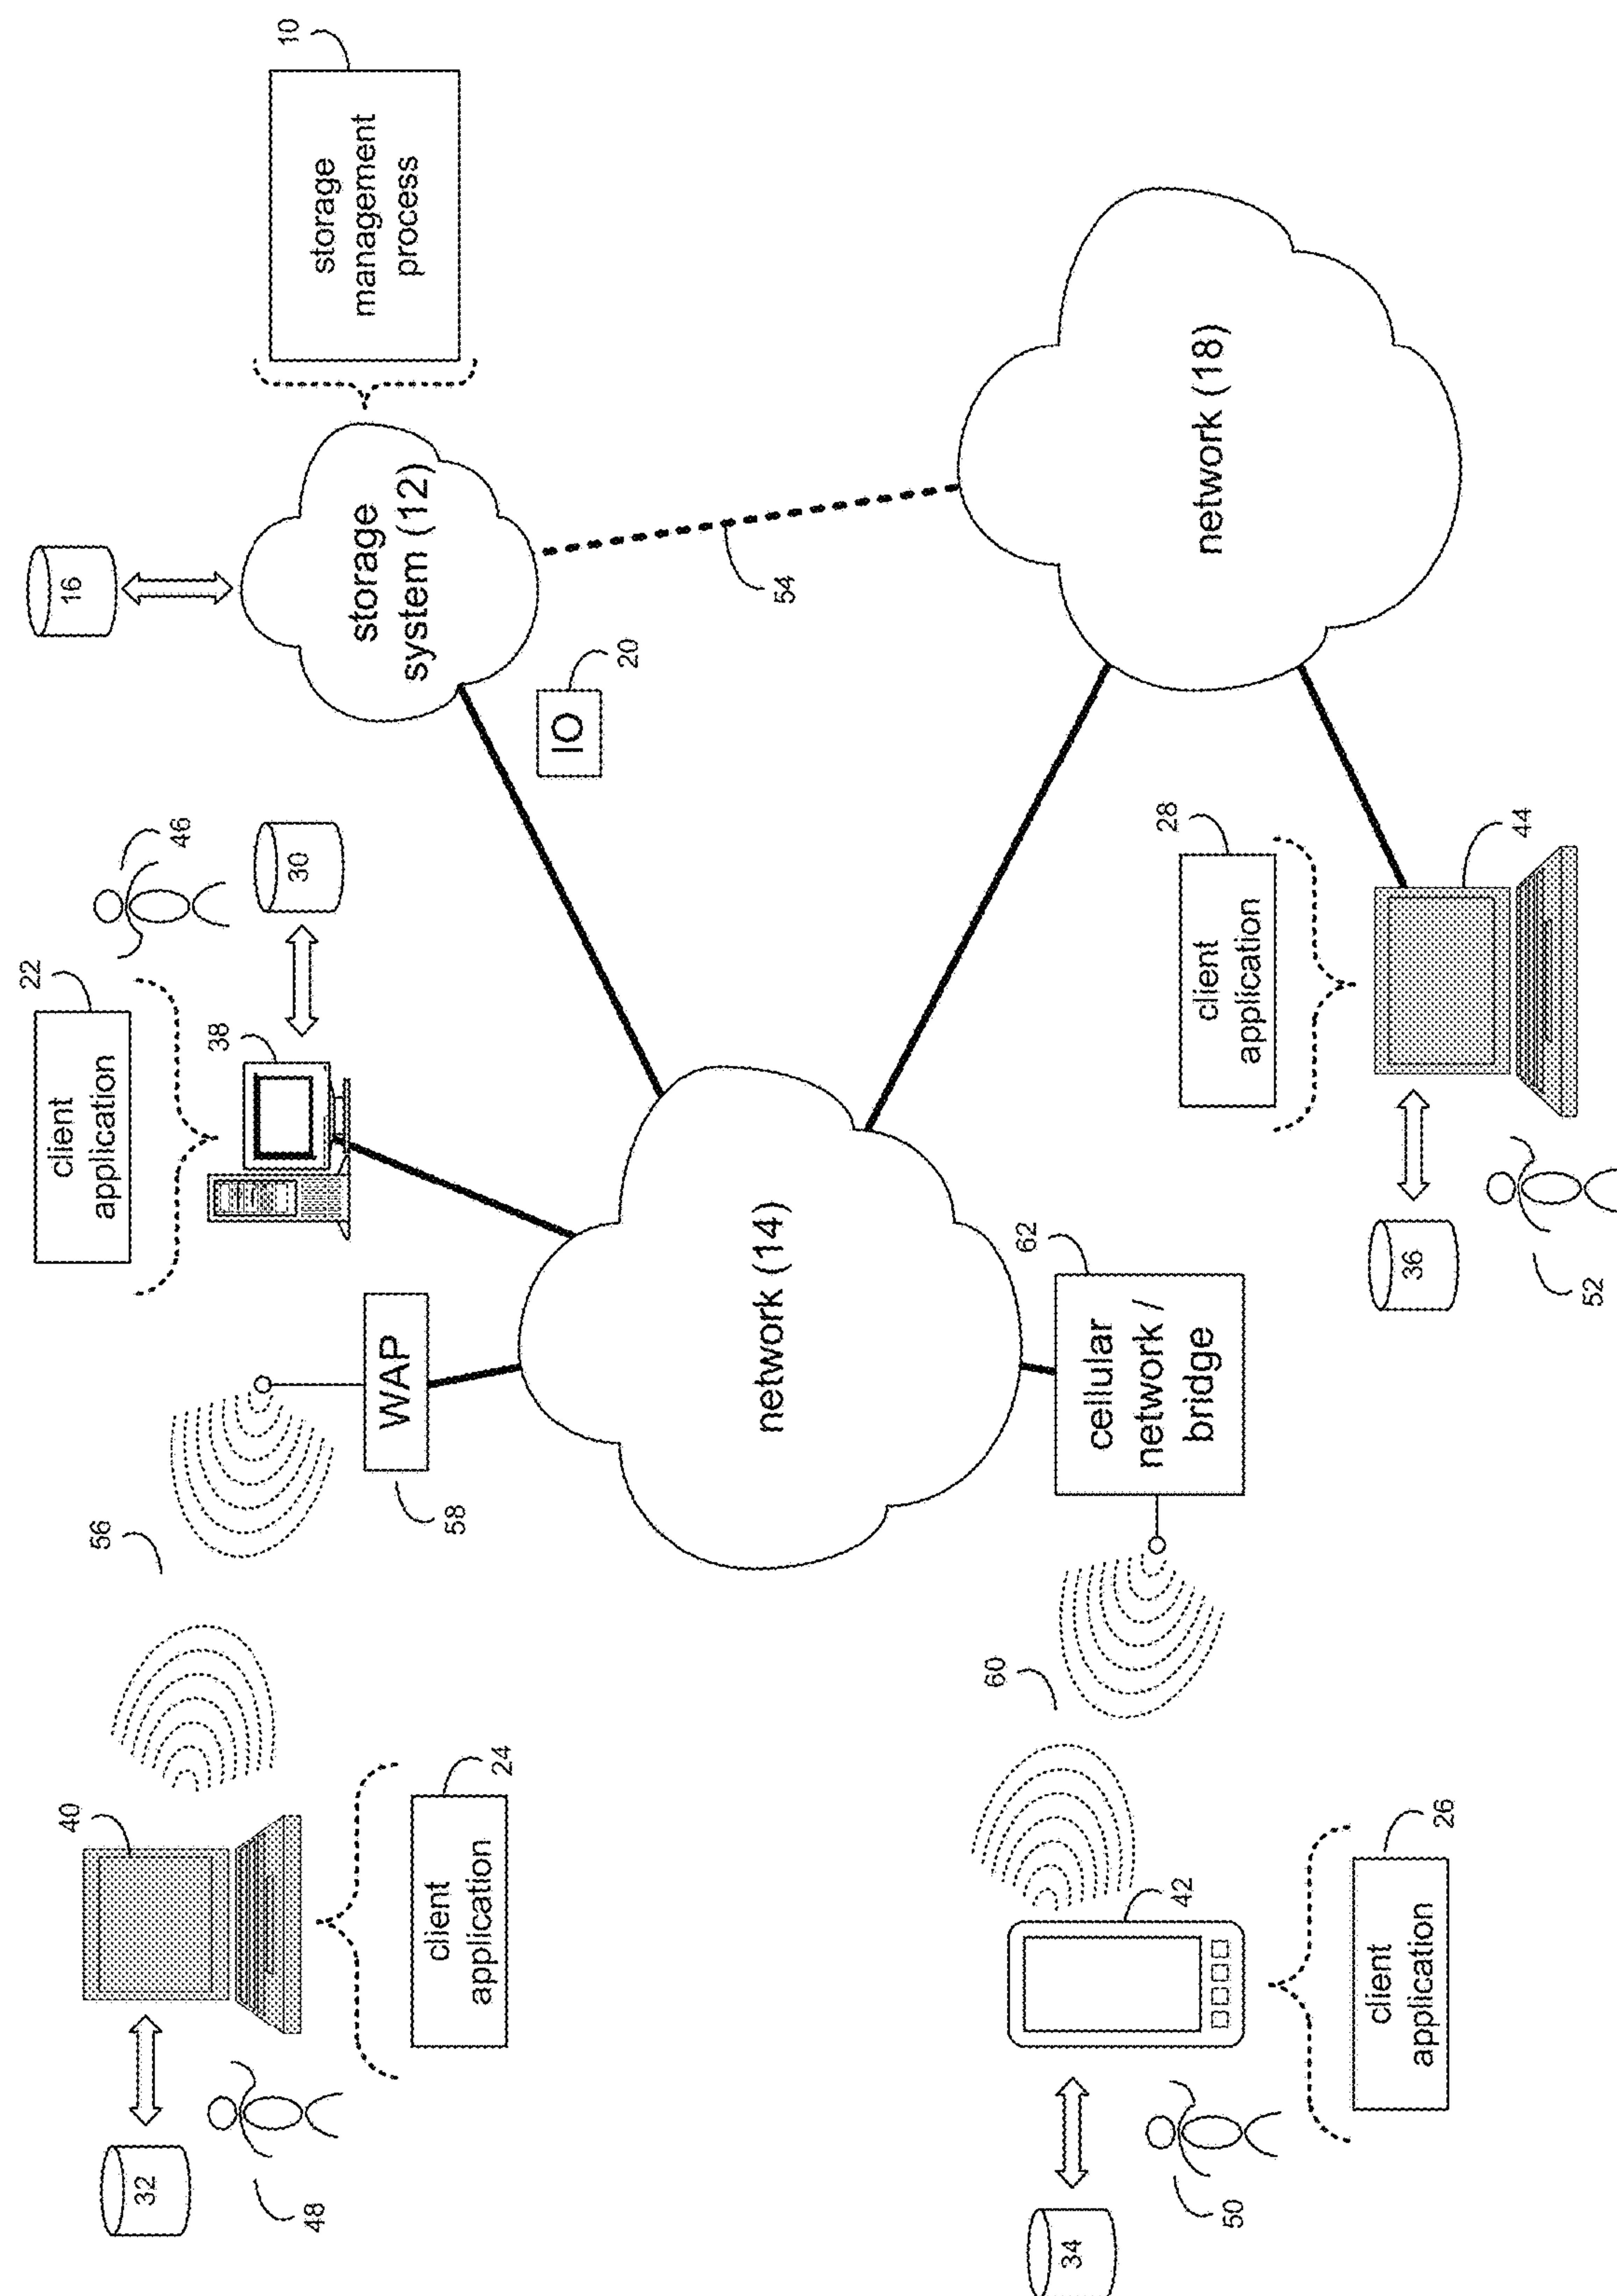 32
48
40
client
application
24
56
58
WAP
client
application
22
38
46
30
16
storage
system (12)
10
storage
management
process
IO
20
54
network (14)
network (18)
34
50
42
client
application
26
60
62
cellular
network /
bridge
client
application
28
44
36
52